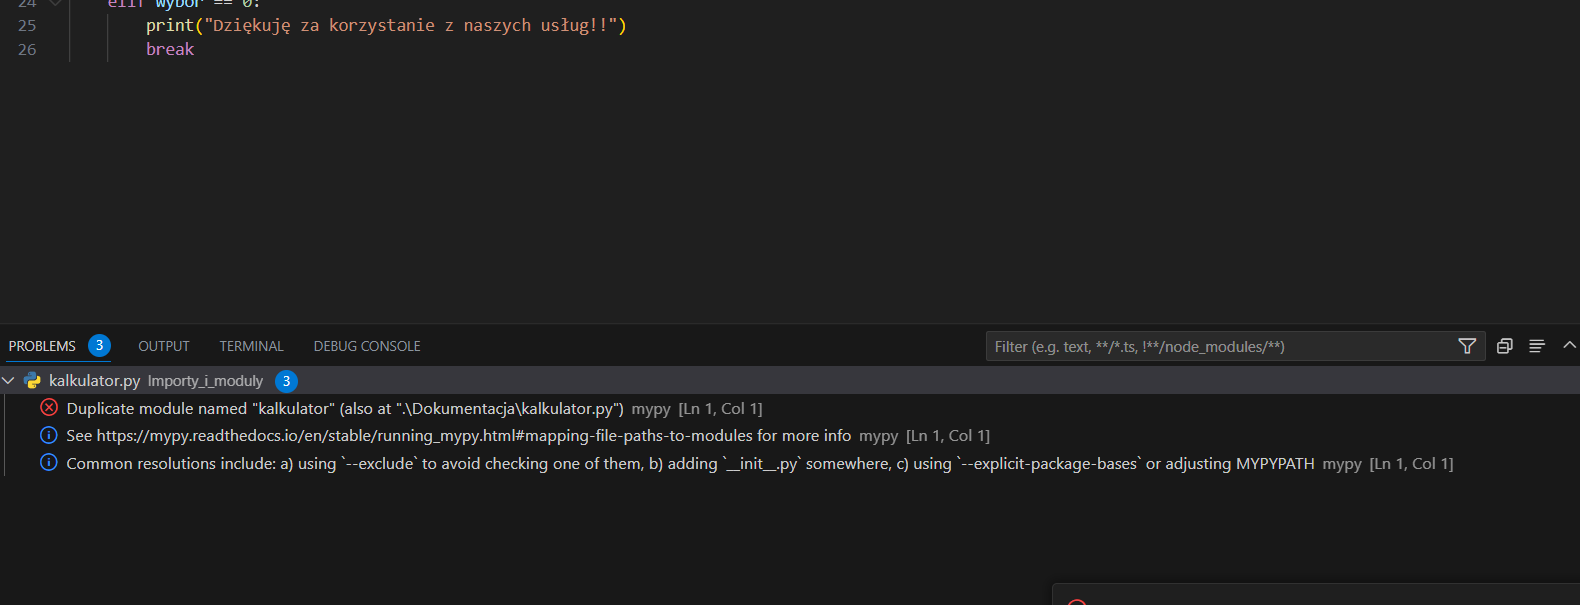 24 elif wybor == 0:
25 print("Dziękuję za korzystanie z naszych usług!!")
26 break
PROBLEMS 3 OUTPUT TERMINAL DEBUG CONSOLE Filter (e.g. text, **/*.ts, !**/node_modules/**)
kalkulator.py Importy_i_moduly 3
Duplicate module named "kalkulator" (also at ".\Dokumentacja\kalkulator.py") mypy [Ln 1, Col 1]
See https://mypy.readthedocs.io/en/stable/running_mypy.html#mapping-file-paths-to-modules for more info mypy [Ln 1, Col 1]
Common resolutions include: a) using `--exclude` to avoid checking one of them, b) adding `__init__.py` somewhere, c) using `--explicit-package-bases` or adjusting MYPYPATH mypy [Ln 1, Col 1]